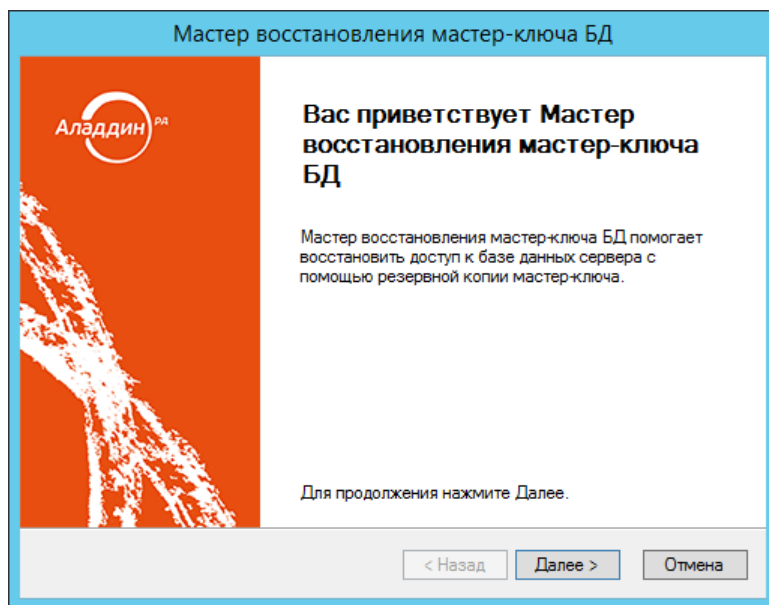 Мастер восстановления мастер-ключа БД
Аладдин РД
Вас приветствует Мастер
восстановления мастер-ключа
БД
Мастер восстановления мастер-ключа БД помогает
восстановить доступ к базе данных сервера с
помощью резервной копии мастер-ключа.
Для продолжения нажмите Далее.
< Назад
Далее >
Отмена